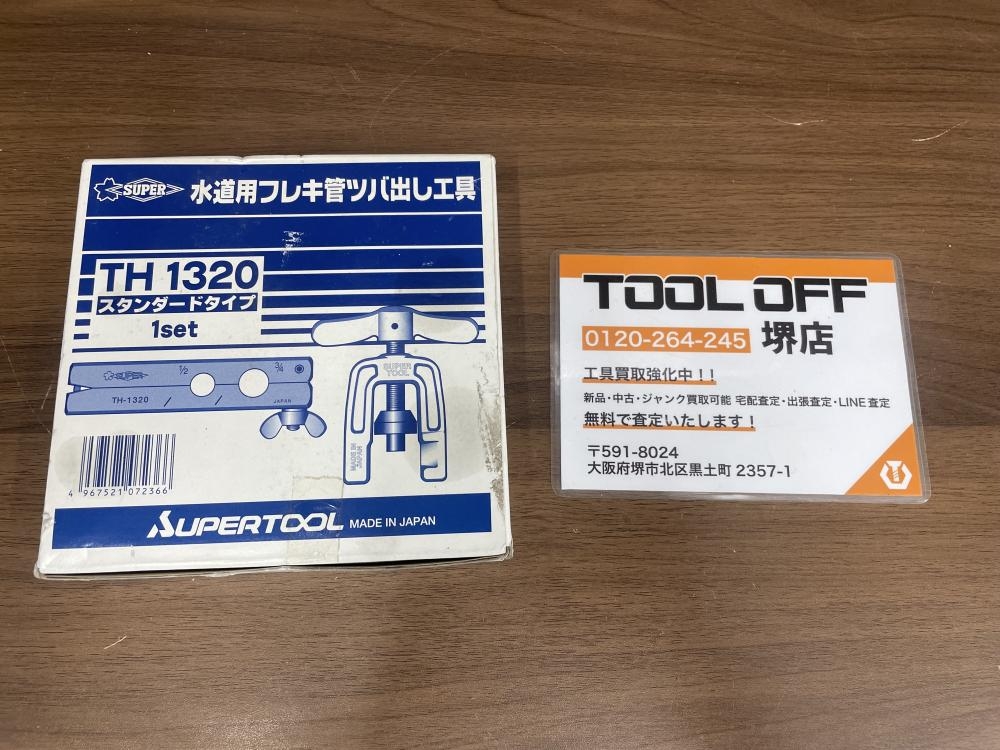 SUPER 水道用フレキ管ツバ出し工具
TH 1320
スタンダードタイプ
1set
SUPER
1/2
3/4
TH-1320
JAPAN
SUPER
TOOL
MADE IN
JAPAN
4 967521 072366
SUPERTOOL MADE IN JAPAN
TOOL OFF
0120-264-245 堺店
工具買取強化中！！
新品・中古・ジャンク買取可能 宅配査定・出張査定・LINE査定
無料で査定いたします！
〒591-8024
大阪府堺市北区黒土町 2357-1